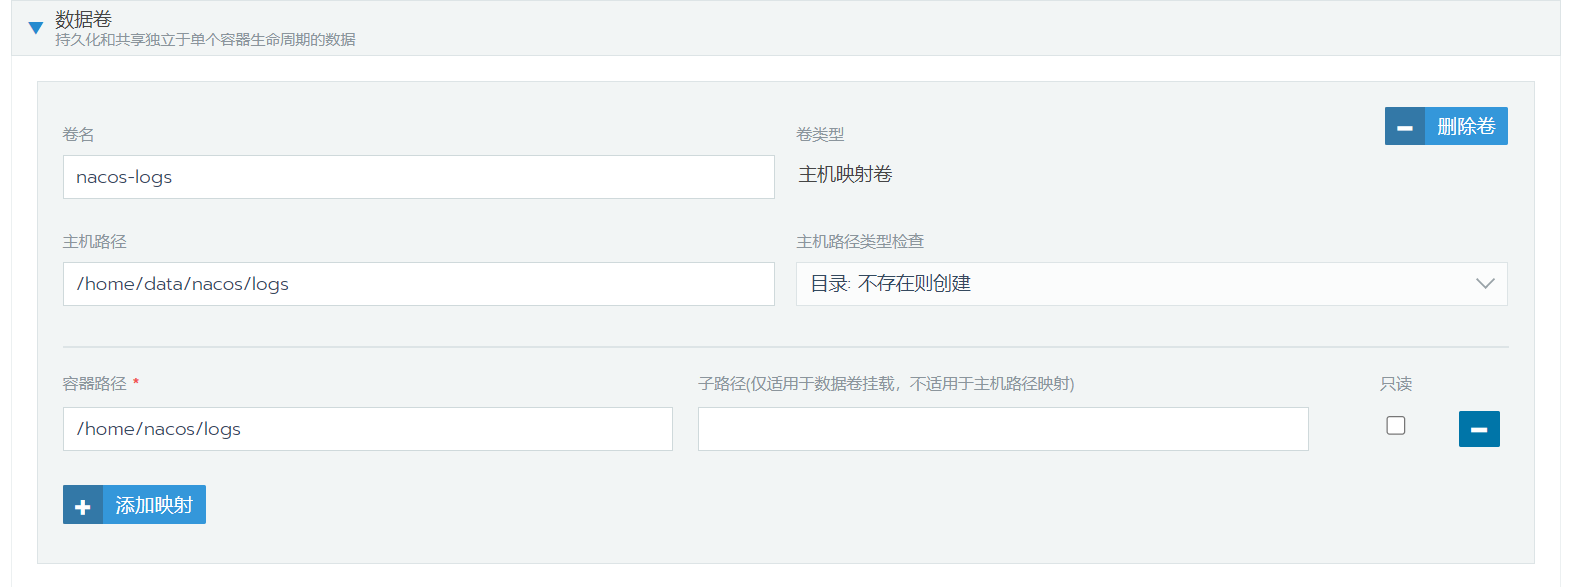 数据卷
持久化和共享独立于单个容器生命周期的数据
删除卷
卷名
卷类型
nacos-logs
主机映射卷
主机路径
主机路径类型检查
/home/data/nacos/logs
目录: 不存在则创建
容器路径 *
子路径(仅适用于数据卷挂载，不适用于主机路径映射)
只读
/home/nacos/logs
添加映射